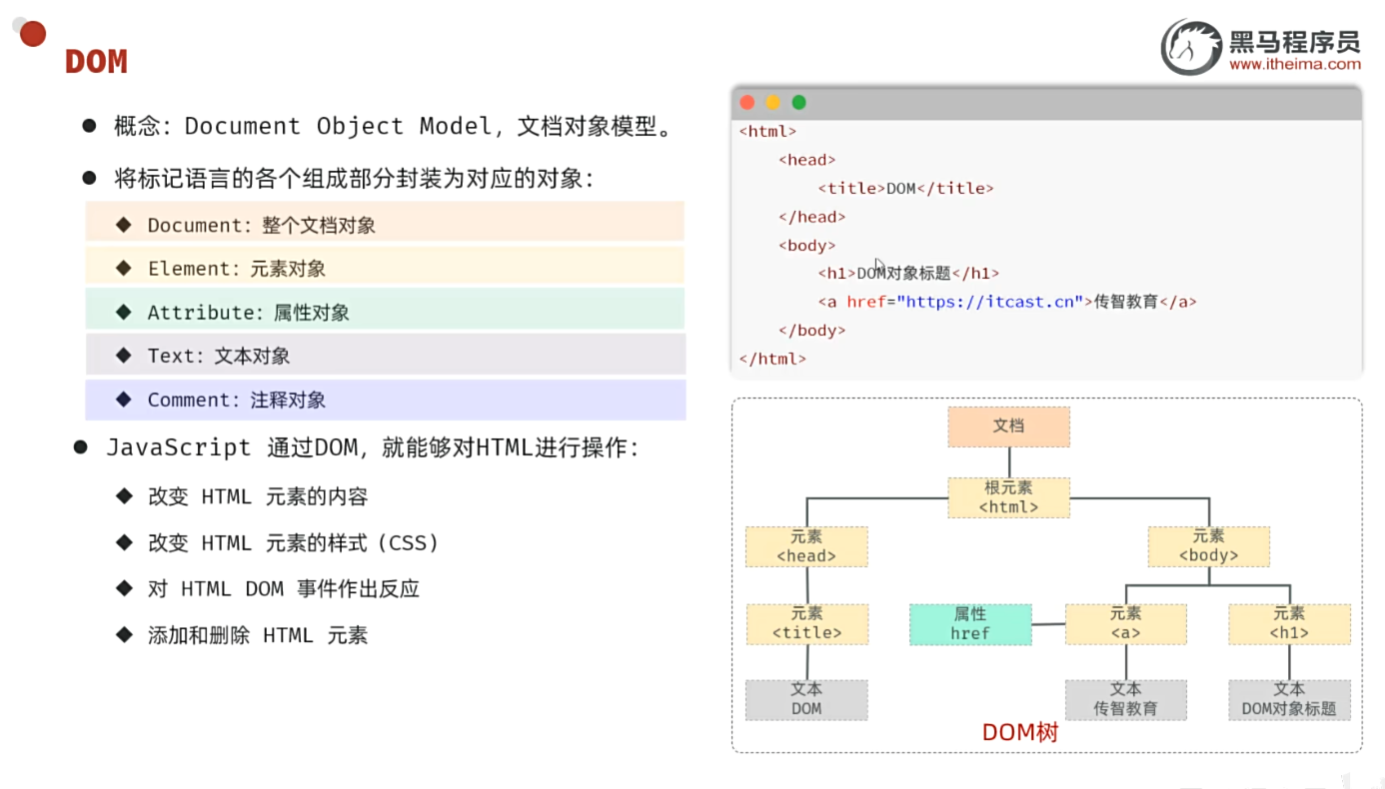 DOM
黑马程序员
www.itheima.com
概念：Document Object Model，文档对象模型。
将标记语言的各个组成部分封装为对应的对象：
Document：整个文档对象
Element：元素对象
Attribute：属性对象
Text：文本对象
Comment：注释对象
JavaScript 通过DOM，就能够对HTML进行操作：
改变 HTML 元素的内容
改变 HTML 元素的样式 (CSS)
对 HTML DOM 事件作出反应
添加和删除 HTML 元素
<html>
<head>
<title>DOM</title>
</head>
<body>
<h1>DOM对象标题</h1>
<a href="https://itcast.cn">传智教育</a>
</body>
</html>
文档
根元素
<html>
元素
<head>
元素
<body>
元素
<title>
属性
href
元素
<a>
元素
<h1>
文本
DOM
文本
传智教育
文本
DOM对象标题
DOM树